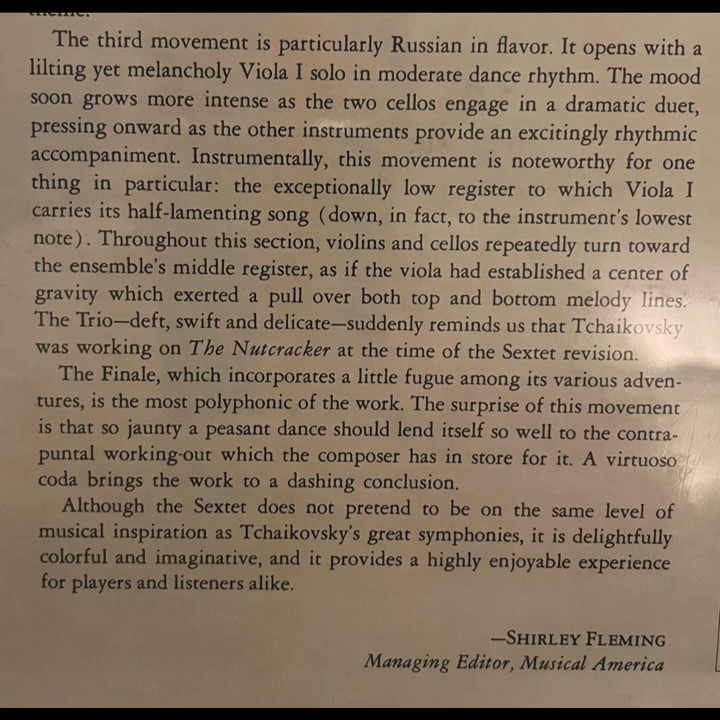 theme.
The third movement is particularly Russian in flavor. It opens with a
lilting yet melancholy Viola I solo in moderate dance rhythm. The mood
soon grows more intense as the two cellos engage in a dramatic duet,
pressing onward as the other instruments provide an excitingly rhythmic
accompaniment. Instrumentally, this movement is noteworthy for one
thing in particular: the exceptionally low register to which Viola I
carries its half-lamenting song (down, in fact, to the instrument's lowest
note). Throughout this section, violins and cellos repeatedly turn toward
the ensemble's middle register, as if the viola had established a center of
gravity which exerted a pull over both top and bottom melody lines.
The Trio—deft, swift and delicate—suddenly reminds us that Tchaikovsky
was working on The Nutcracker at the time of the Sextet revision.
The Finale, which incorporates a little fugue among its various adven-
tures, is the most polyphonic of the work. The surprise of this movement
is that so jaunty a peasant dance should lend itself so well to the contra-
puntal working-out which the composer has in store for it. A virtuoso
coda brings the work to a dashing conclusion.
Although the Sextet does not pretend to be on the same level of
musical inspiration as Tchaikovsky's great symphonies, it is delightfully
colorful and imaginative, and it provides a highly enjoyable experience
for players and listeners alike.
—SHIRLEY FLEMING
Managing Editor, Musical America